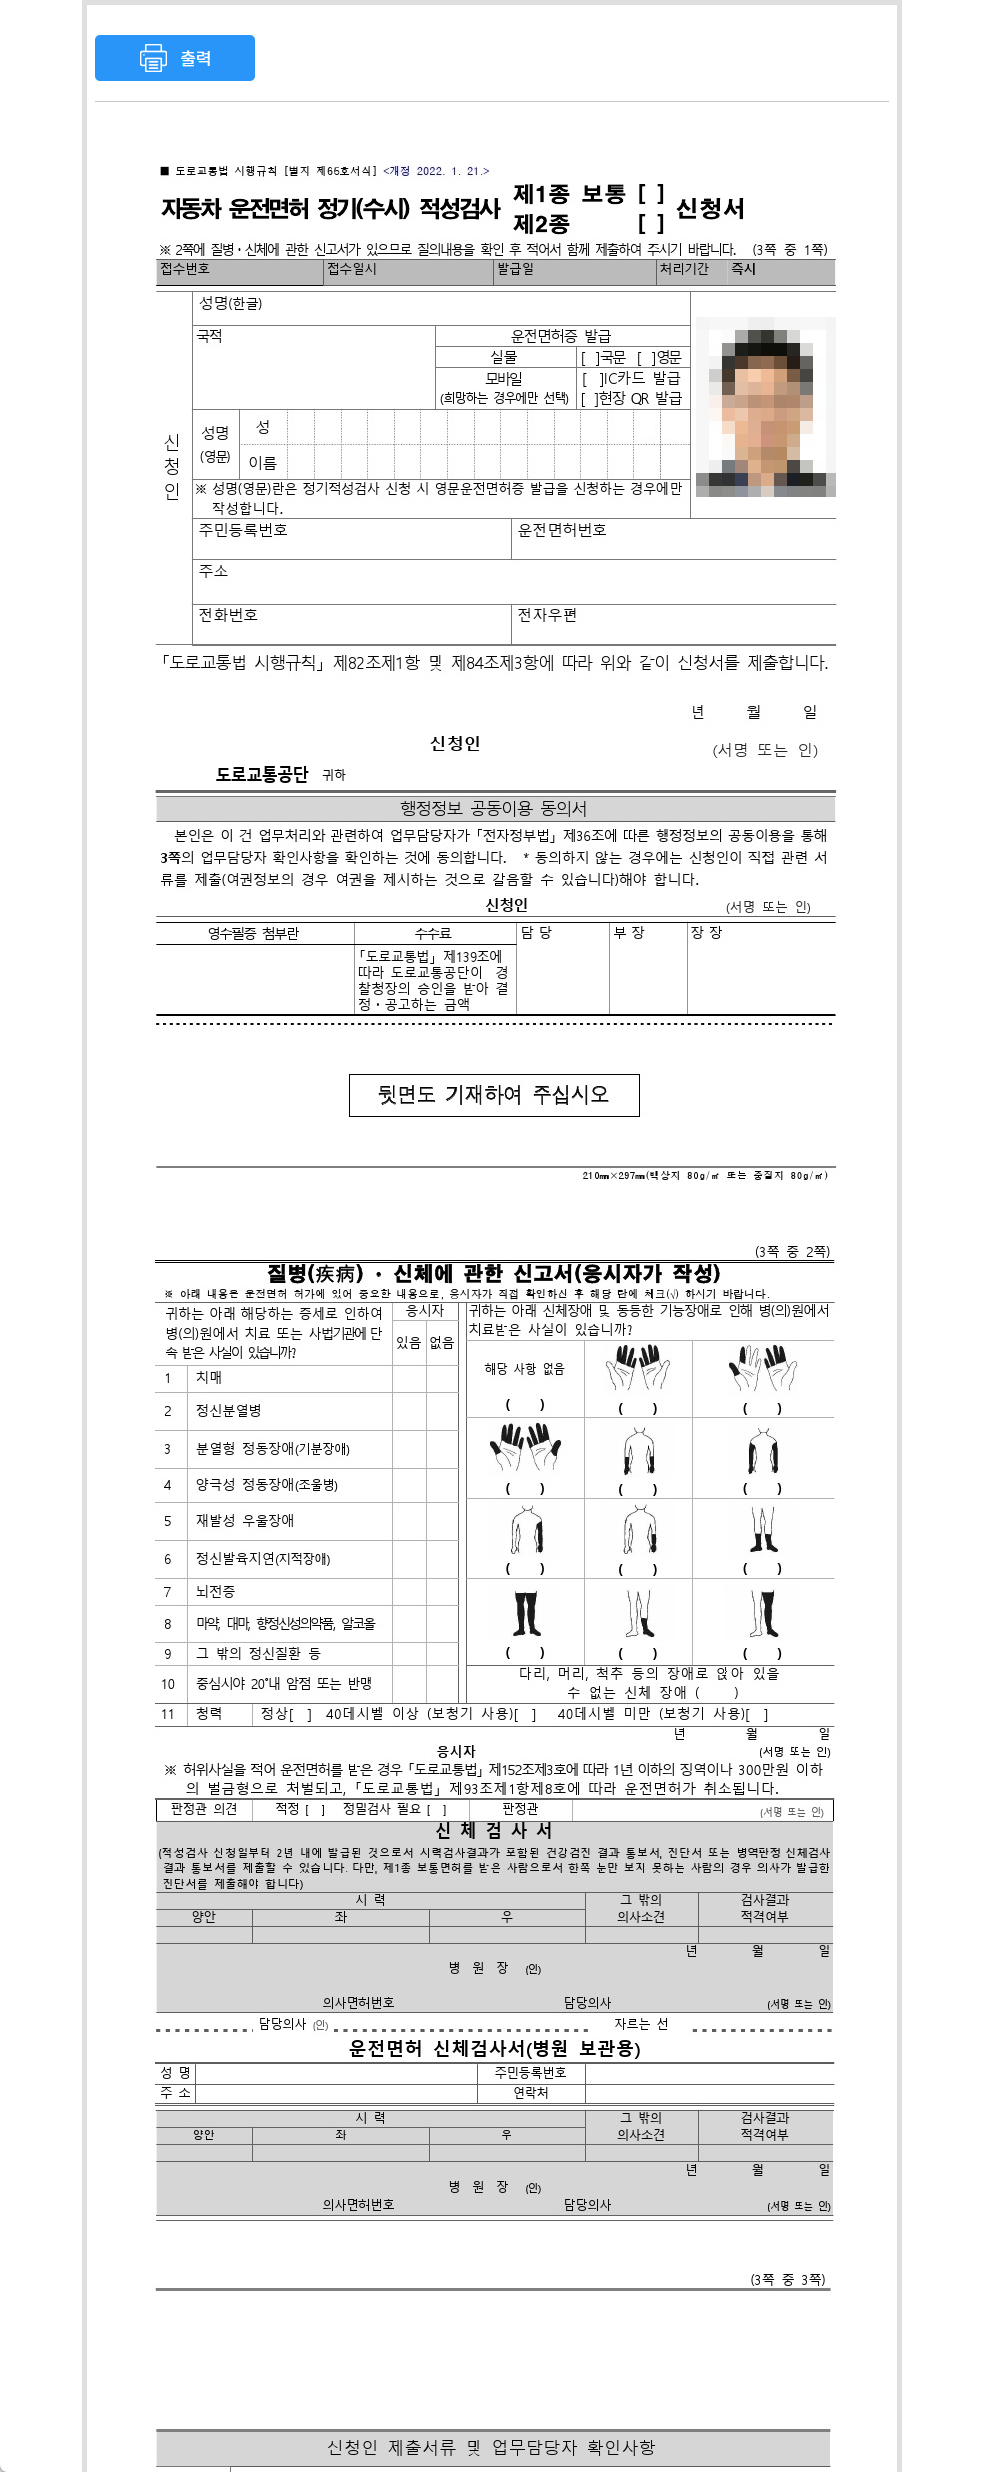 출력
■ 도로교통법 시행규칙 [별지 제66호서식] <개정 2022. 1. 21.>
자동차 운전면허 정기(수시) 적성검사 제1종 보통 [ ] 신청서
제2종 [ ]
※ 2쪽에 질병·신체에 관한 신고서가 있으므로 질의내용을 확인 후 적어서 함께 제출하여 주시기 바랍니다. (3쪽 중 1쪽)
접수번호 접수일시 발급일 처리기간 즉시
신청인
성명(한글)
국적 운전면허증 발급
실물 [ ]국문 [ ]영문
모바일 [ ]IC카드 발급
(희망하는 경우에만 선택) [ ]현장 QR 발급
성명 성
(영문) 이름
※ 성명(영문)란은 정기적성검사 신청 시 영문운전면허증 발급을 신청하는 경우에만
작성합니다.
주민등록번호 운전면허번호
주소
전화번호 전자우편
「도로교통법 시행규칙」 제82조제1항 및 제84조제3항에 따라 위와 같이 신청서를 제출합니다.
년 월 일
신청인 (서명 또는 인)
도로교통공단 귀하
행정정보 공동이용 동의서
본인은 이 건 업무처리와 관련하여 업무담당자가 「전자정부법」 제36조에 따른 행정정보의 공동이용을 통해
3쪽의 업무담당자 확인사항을 확인하는 것에 동의합니다. * 동의하지 않는 경우에는 신청인이 직접 관련 서
류를 제출(여권정보의 경우 여권을 제시하는 것으로 갈음할 수 있습니다)해야 합니다.
신청인 (서명 또는 인)
영수필증 첨부란 수수료 담 당 부 장 장 장
「도로교통법」 제139조에
따라 도로교통공단이 경
찰청장의 승인을 받아 결
정·공고하는 금액
뒷면도 기재하여 주십시오
210㎜×297㎜(백상지 80g/㎡ 또는 중질지 80g/㎡)
(3쪽 중 2쪽)
질병(疾病) · 신체에 관한 신고서(응시자가 작성)
※ 아래 내용은 운전면허 허가에 있어 중요한 내용으로, 응시자가 직접 확인하신 후 해당 란에 체크(√) 하시기 바랍니다.
귀하는 아래 해당하는 증세로 인하여
병(의)원에서 치료 또는 사법기관에 단
속 받은 사실이 있습니까?
응시자
있음 없음
귀하는 아래 신체장애 및 동등한 기능장애로 인해 병(의)원에서
치료받은 사실이 있습니까?
1 치매
2 정신분열병
3 분열형 정동장애(기분장애)
4 양극성 정동장애(조울병)
5 재발성 우울장애
6 정신발육지연(지적장애)
7 뇌전증
8 마약, 대마, 향정신성의약품, 알코올
9 그 밖의 정신질환 등
10 중심시야 20°내 암점 또는 반맹
해당 사항 없음
( ) ( ) ( )
( ) ( ) ( )
( ) ( ) ( )
( ) ( ) ( )
다리, 머리, 척추 등의 장애로 앉아 있을
수 없는 신체 장애 ( )
11 청력 정상[ ] 40데시벨 이상 (보청기 사용)[ ] 40데시벨 미만 (보청기 사용)[ ]
년 월 일
응시자 (서명 또는 인)
※ 허위사실을 적어 운전면허를 받은 경우 「도로교통법」 제152조제3호에 따라 1년 이하의 징역이나 300만원 이하
의 벌금형으로 처벌되고, 「도로교통법」 제93조제1항제8호에 따라 운전면허가 취소됩니다.
판정관 의견 적정 [ ] 정밀검사 필요 [ ] 판정관 (서명 또는 인)
신 체 검 사 서
(적성검사 신청일부터 2년 내에 발급된 것으로서 시력검사결과가 포함된 건강검진 결과 통보서, 진단서 또는 병역판정 신체검사
결과 통보서를 제출할 수 있습니다. 다만, 제1종 보통면허를 받은 사람으로서 한쪽 눈만 보지 못하는 사람의 경우 의사가 발급한
진단서를 제출해야 합니다)
시 력 그 밖의 검사결과
양안 좌 우 의사소견 적격여부
년 월 일
병 원 장 (인)
의사면허번호 담당의사 (서명 또는 인)
담당의사 (인) 자르는 선
운전면허 신체검사서(병원 보관용)
성 명 주민등록번호
주 소 연락처
시 력 그 밖의 검사결과
양안 좌 우 의사소견 적격여부
년 월 일
병 원 장 (인)
의사면허번호 담당의사 (서명 또는 인)
(3쪽 중 3쪽)
신청인 제출서류 및 업무담당자 확인사항